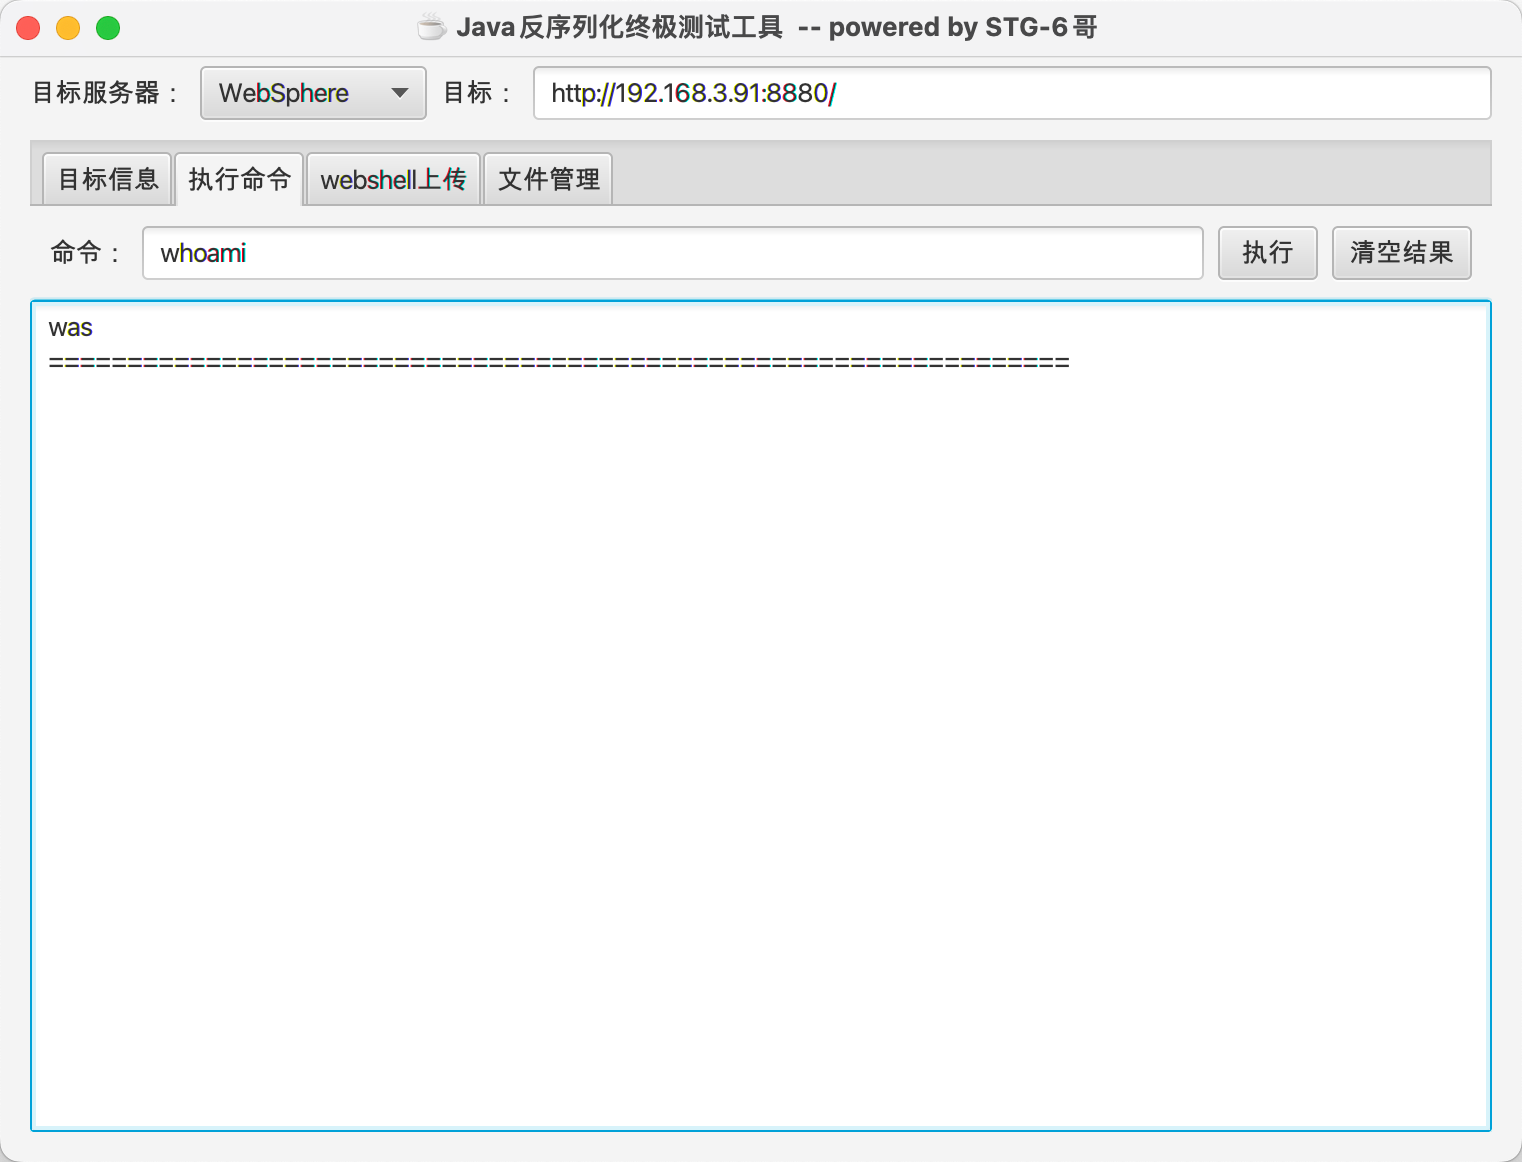 Java反序列化终极测试工具 -- powered by STG-6哥
目标服务器： WebSphere 目标： http://192.168.3.91:8880/
目标信息 执行命令 webshell上传 文件管理
命令： whoami 执行 清空结果
was
=================================================================